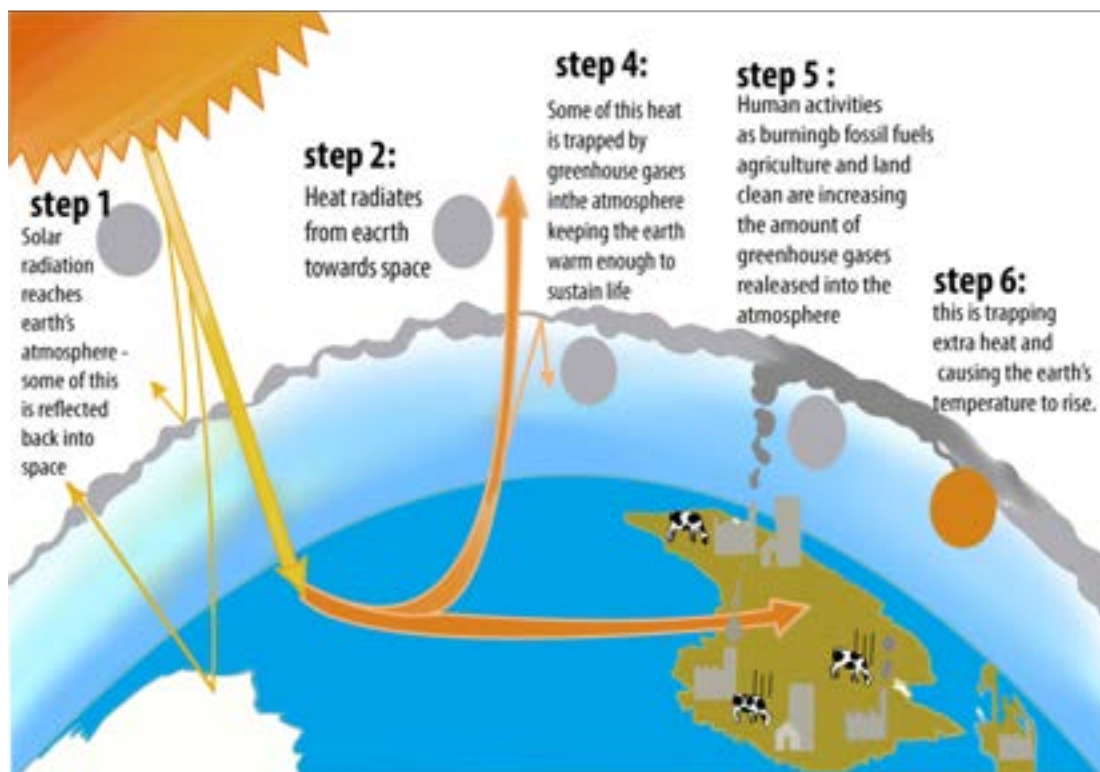 step 1
Solar
radiation
reaches
earth's
atmosphere -
some of this
is reflected
back into
space
step 2:
Heat radiates
from eacrth
towards space
step 4:
Some of this heat
is trapped by
greenhouse gases
inthe atmosphere
keeping the earth
warm enough to
sustain life
step 5 :
Human activities
as burningb fossil fuels
agriculture and land
clean are increasing
the amount of
greenhouse gases
realeased into the
atmosphere
step 6:
this is trapping
extra heat and
causing the earth's
temperature to rise.